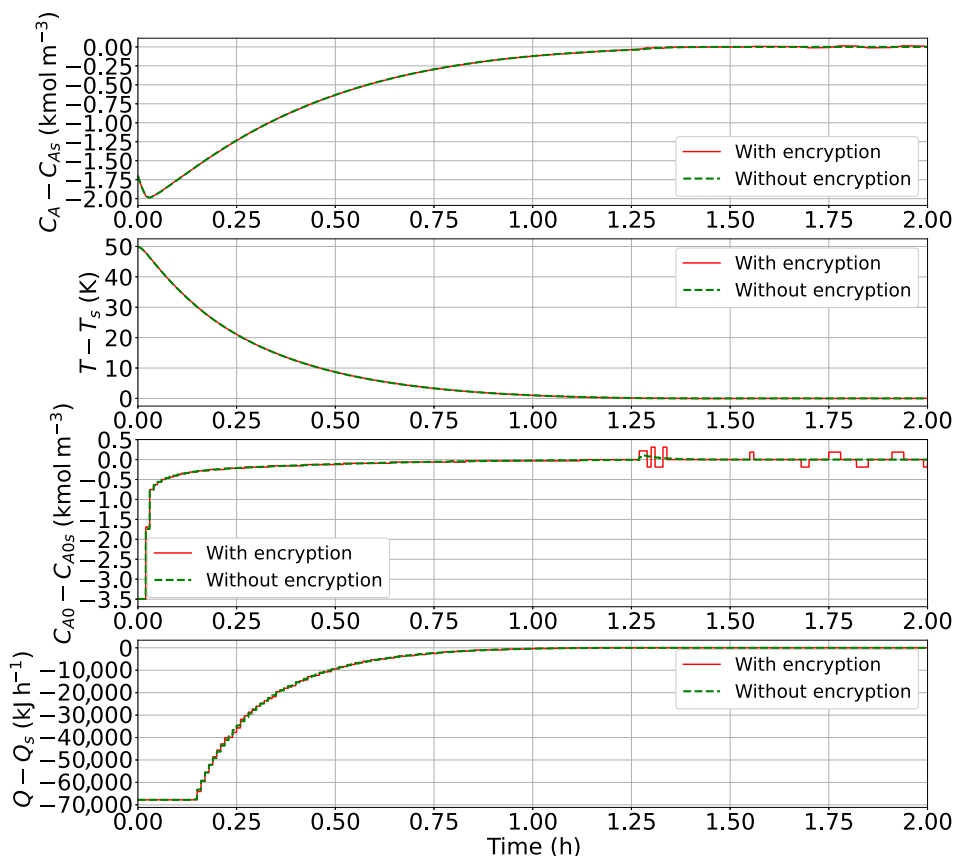 C_A − C_As (kmol m⁻³)
0.00
−0.25
−0.50
−0.75
−1.00
−1.25
−1.50
−1.75
−2.00
With encryption
Without encryption
0.00 0.25 0.50 0.75 1.00 1.25 1.50 1.75 2.00
T − T_s (K)
50
40
30
20
10
0
With encryption
Without encryption
0.00 0.25 0.50 0.75 1.00 1.25 1.50 1.75 2.00
C_A0 − C_A0s (kmol m⁻³)
0.5
0.0
−0.5
−1.0
−1.5
−2.0
−2.5
−3.0
−3.5
With encryption
Without encryption
0.00 0.25 0.50 0.75 1.00 1.25 1.50 1.75 2.00
Q − Q_s (kJ h⁻¹)
0
−10,000
−20,000
−30,000
−40,000
−50,000
−60,000
−70,000
With encryption
Without encryption
0.00 0.25 0.50 0.75 1.00 1.25 1.50 1.75 2.00
Time (h)